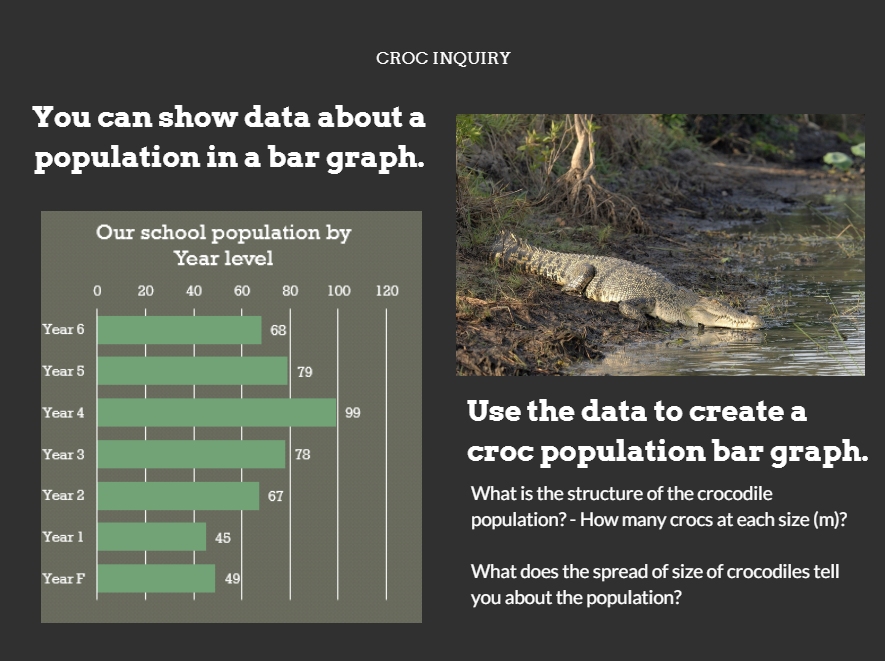 CROC INQUIRY
You can show data about a
population in a bar graph.
Our school population by
Year level
0 20 40 60 80 100 120
Year 6 68
Year 5 79
Year 4 99
Year 3 78
Year 2 67
Year 1 45
Year F 49
Use the data to create a
croc population bar graph.
What is the structure of the crocodile
population? - How many crocs at each size (m)?
What does the spread of size of crocodiles tell
you about the population?